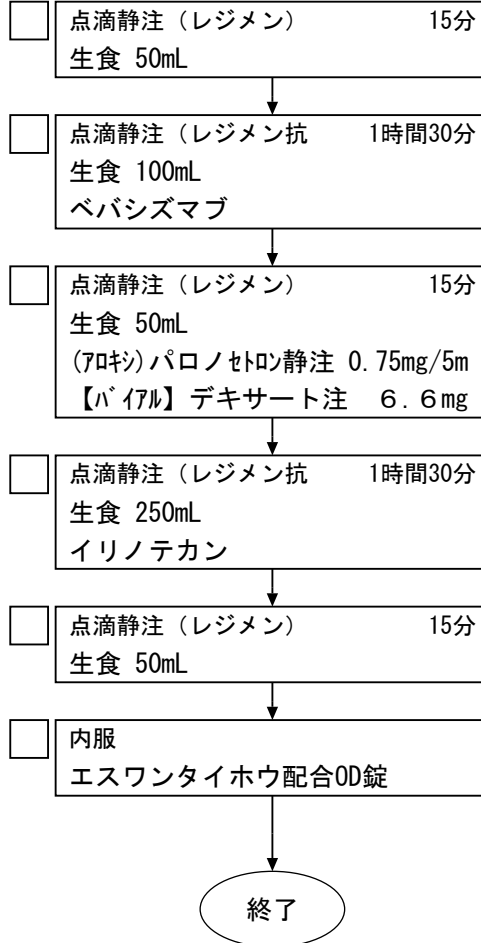 点滴静注（レジメン） 15分
生食 50mL
点滴静注（レジメン抗 1時間30分
生食 100mL
ベバシズマブ
点滴静注（レジメン） 15分
生食 50mL
(ｱﾛｷｼ)パロノｾﾄﾛﾝ静注 0.75mg/5m
【ﾊﾞｲｱﾙ】デキサート注　６.６mg
点滴静注（レジメン抗 1時間30分
生食 250mL
イリノテカン
点滴静注（レジメン） 15分
生食 50mL
内服
エスワンタイホウ配合OD錠
終了